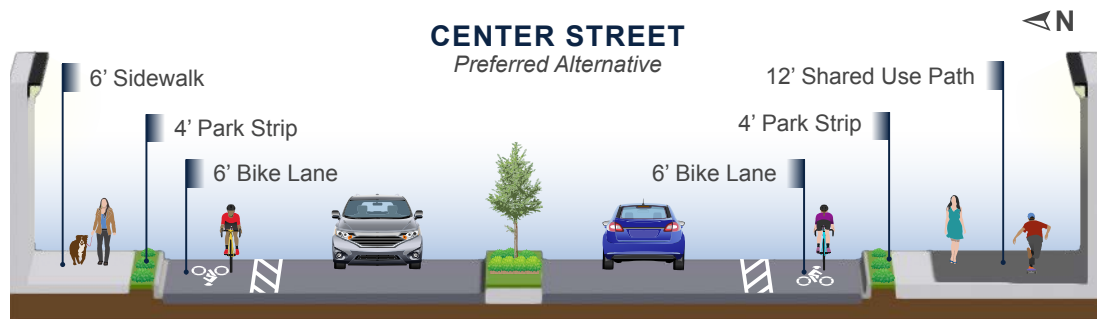 CENTER STREET
Preferred Alternative
N
6’ Sidewalk
4’ Park Strip
6’ Bike Lane
12’ Shared Use Path
4’ Park Strip
6’ Bike Lane